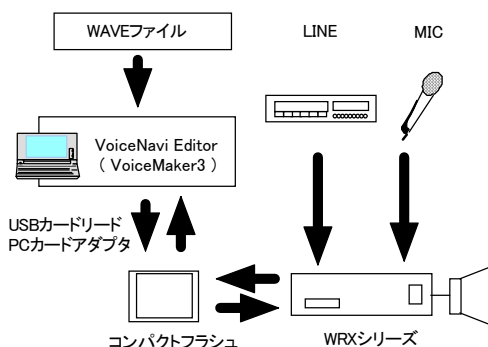 WAVEファイル
LINE
MIC
VoiceNavi Editor
( VoiceMaker3 )
USBカードリード
PCカードアダプタ
コンパクトフラシュ
WRXシリーズ